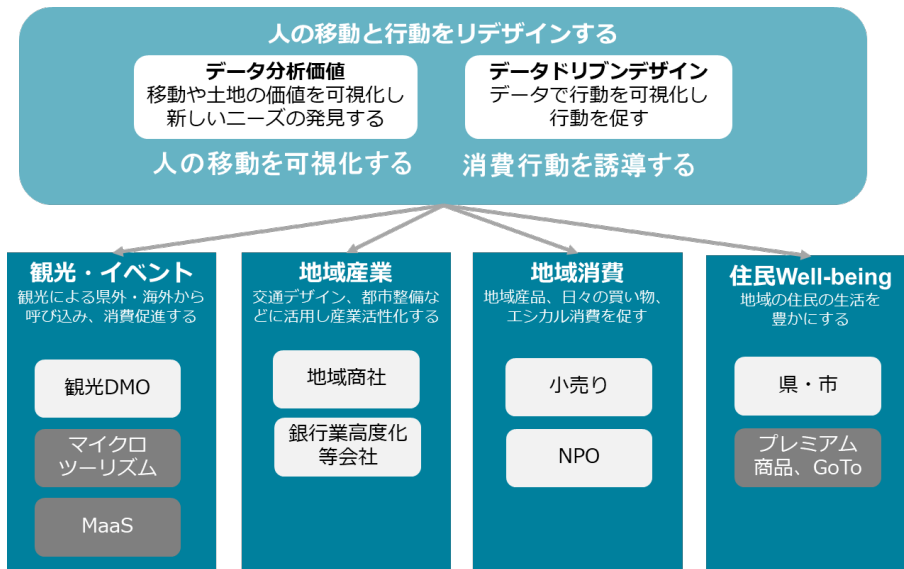 人の移動と行動をリデザインする
データ分析価値
移動や土地の価値を可視化し
新しいニーズの発見する
データドリブンデザイン
データで行動を可視化し
行動を促す
人の移動を可視化する
消費行動を誘導する
観光・イベント
観光による県外・海外から
呼び込み、消費促進する
観光DMO
マイクロ
ツーリズム
MaaS
地域産業
交通デザイン、都市整備な
どに活用し産業活性化する
地域商社
銀行業高度化
等会社
地域消費
地域産品、日々の買い物、
エシカル消費を促す
小売り
NPO
住民Well-being
地域の住民の生活を
豊かにする
県・市
プレミアム
商品、GoTo